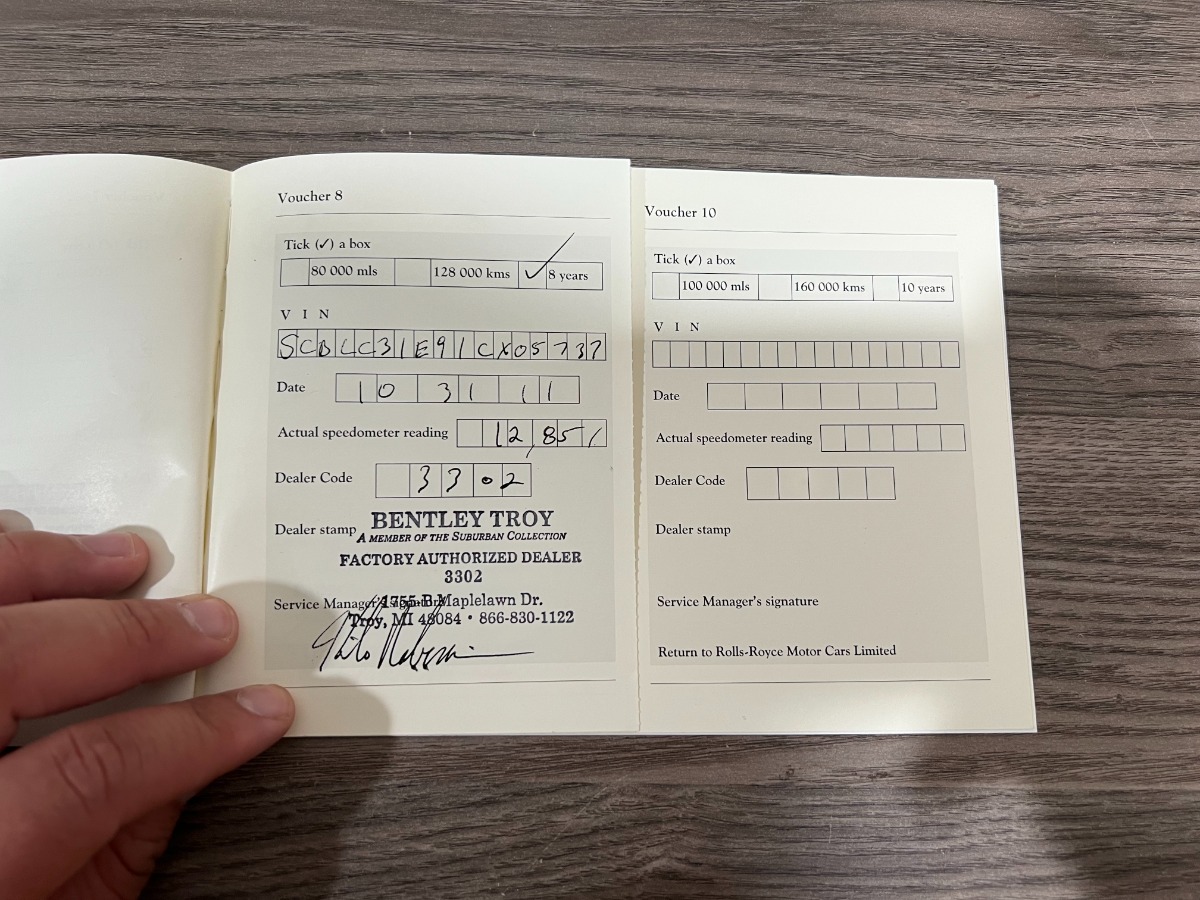 Voucher 8
Tick (✓) a box
80 000 mls 128 000 kms ✓ 8 years
V I N
SCBLC31E91CX05737
Date 10 31 11
Actual speedometer reading 12,851
Dealer Code 3302
Dealer stamp BENTLEY TROY
A MEMBER OF THE SUBURBAN COLLECTION
FACTORY AUTHORIZED DEALER
3302
Service Manager's signature 1755-B Maplelawn Dr.
Troy, MI 48084 • 866-830-1122
Voucher 10
Tick (✓) a box
100 000 mls 160 000 kms 10 years
V I N
Date
Actual speedometer reading
Dealer Code
Dealer stamp
Service Manager's signature
Return to Rolls-Royce Motor Cars Limited